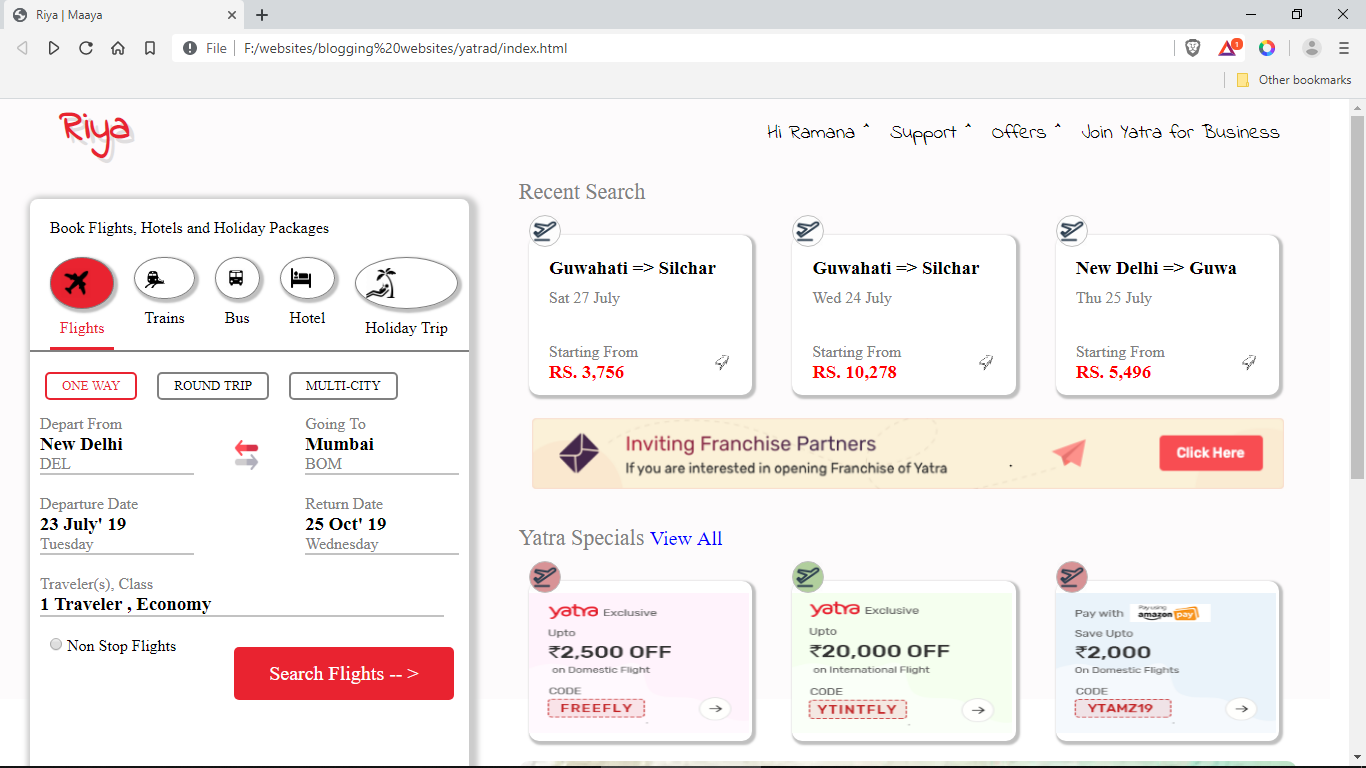 Riya | Maaya
File
F:/websites/blogging%20websites/yatrad/index.html
1
Other bookmarks
Riya
Hi Ramana ^ Support ^ Offers ^ Join Yatra for Business
Book Flights, Hotels and Holiday Packages
Flights
Trains
Bus
Hotel
Holiday Trip
ONE WAY
ROUND TRIP
MULTI-CITY
Depart From
New Delhi
DEL
Going To
Mumbai
BOM
Departure Date
23 July' 19
Tuesday
Return Date
25 Oct' 19
Wednesday
Traveler(s), Class
1 Traveler , Economy
Non Stop Flights
Search Flights -- >
Recent Search
Guwahati => Silchar
Sat 27 July
Starting From
RS. 3,756
Guwahati => Silchar
Wed 24 July
Starting From
RS. 10,278
New Delhi => Guwa
Thu 25 July
Starting From
RS. 5,496
Inviting Franchise Partners
If you are interested in opening Franchise of Yatra
Click Here
Yatra Specials View All
yatra Exclusive
Upto
₹2,500 OFF
on Domestic Flight
CODE
FREEFLY
yatra Exclusive
Upto
₹20,000 OFF
on International Flight
CODE
YTINTFLY
Pay with
Pay using
amazon pay
Save Upto
₹2,000
On Domestic Flights
CODE
YTAMZ19